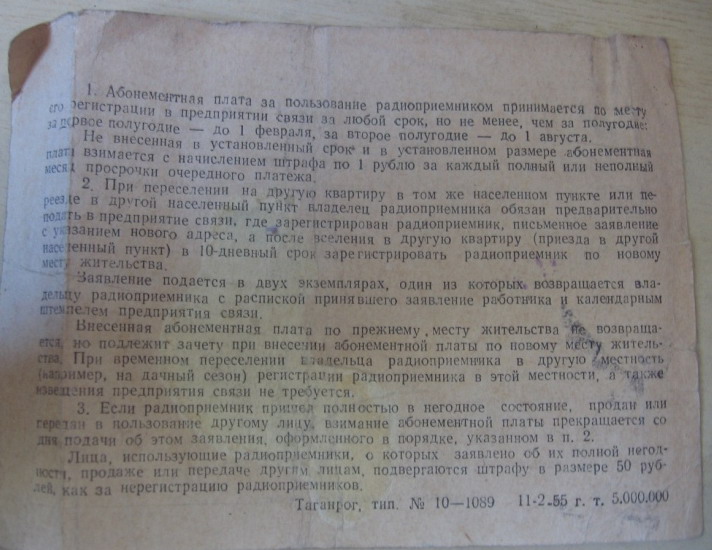 1. Абонементная плата за пользование радиоприемником принимается по месту
его регистрации в предприятии связи за любой срок, но не менее, чем за полугодие:
за первое полугодие — до 1 февраля, за второе полугодие — до 1 августа.
Не внесенная в установленный срок и в установленном размере абонементная
плата взимается с начислением штрафа по 1 рублю за каждый полный или неполный
месяц просрочки очередного платежа.
2. При переселении на другую квартиру в том же населенном пункте или пе-
реезде в другой населенный пункт владелец радиоприемника обязан предварительно
подать в предприятие связи, где зарегистрирован радиоприемник, письменное заявление
с указанием нового адреса, а после вселения в другую квартиру (приезда в другой
населенный пункт) в 10-дневный срок зарегистрировать радиоприемник по новому
месту жительства.
Заявление подается в двух экземплярах, один из которых возвращается вла-
дельцу радиоприемника с распиской принявшего заявление работника и календарным
штемпелем предприятия связи.
Внесенная абонементная плата по прежнему месту жительства не возвраща-
ется, но подлежит зачету при внесении абонементной платы по новому месту житель-
ства. При временном переселении владельца радиоприемника в другую местность
(например, на дачный сезон) регистрации радиоприемника в этой местности, а также
извещения предприятия связи не требуется.
3. Если радиоприемник пришел полностью в негодное состояние, продан или
передан в пользование другому лицу, взимание абонементной платы прекращается со
дня подачи об этом заявления, оформленного в порядке, указанном в п. 2.
Лица, использующие радиоприемники, о которых заявлено об их полной негод-
ности, продаже или передаче другим лицам, подвергаются штрафу в размере 50 руб-
лей, как за нерегистрацию радиоприемников.
Таганрог, тип. № 10—1089 11-2-55 г. т. 5.000.000